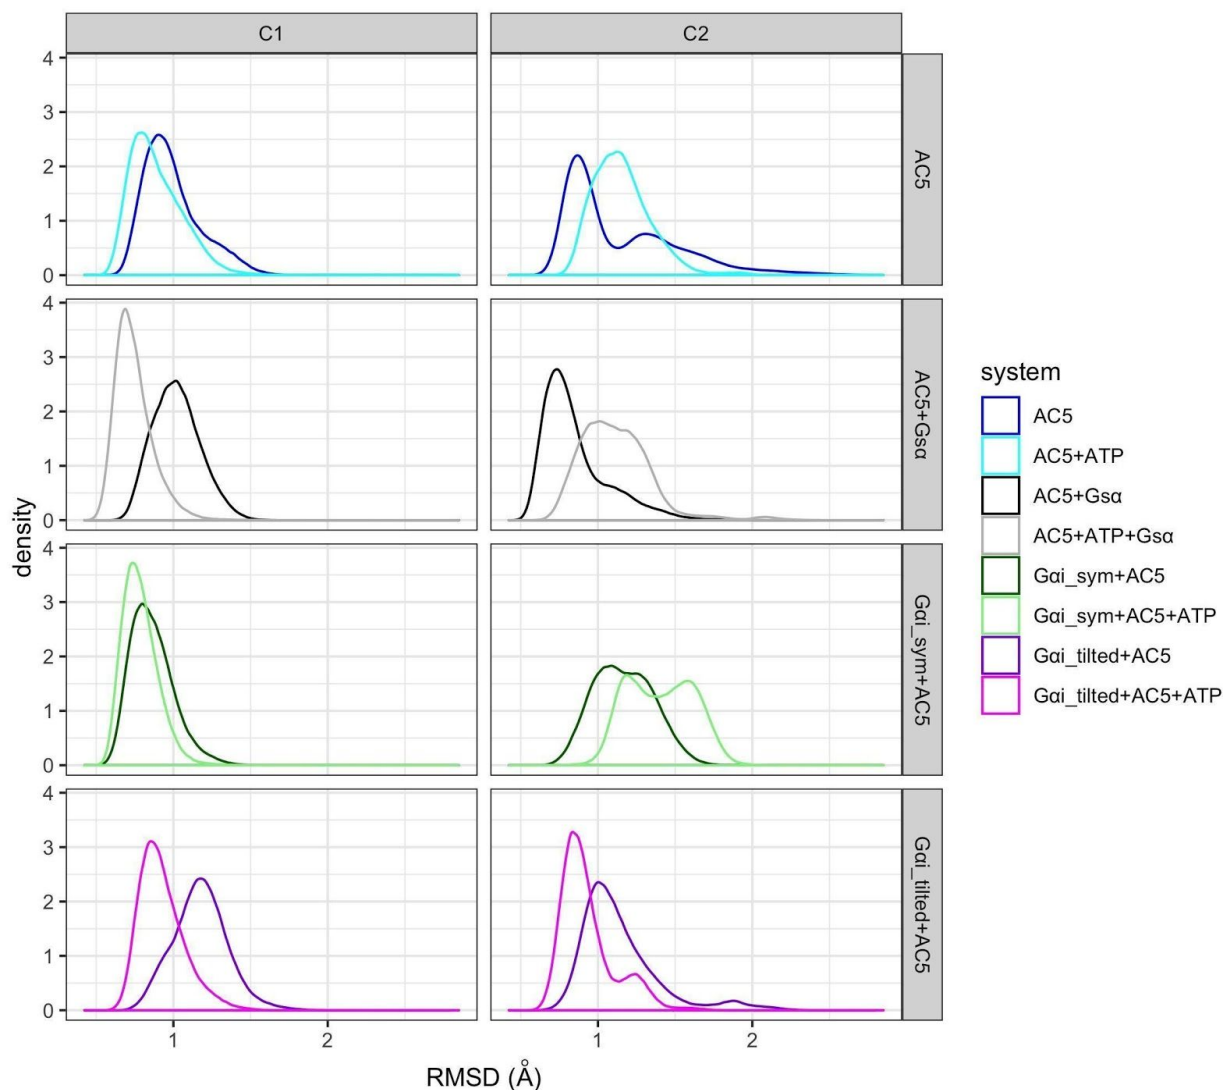 C1
C2
4
3
2
1
0
AC5
4
3
2
1
0
AC5+Gsα
4
3
2
1
0
Gαi_sym+AC5
4
3
2
1
0
Gαi_tilted+AC5
1
2
1
2
density
RMSD (Å)
system
AC5
AC5+ATP
AC5+Gsα
AC5+ATP+Gsα
Gαi_sym+AC5
Gαi_sym+AC5+ATP
Gαi_tilted+AC5
Gαi_tilted+AC5+ATP